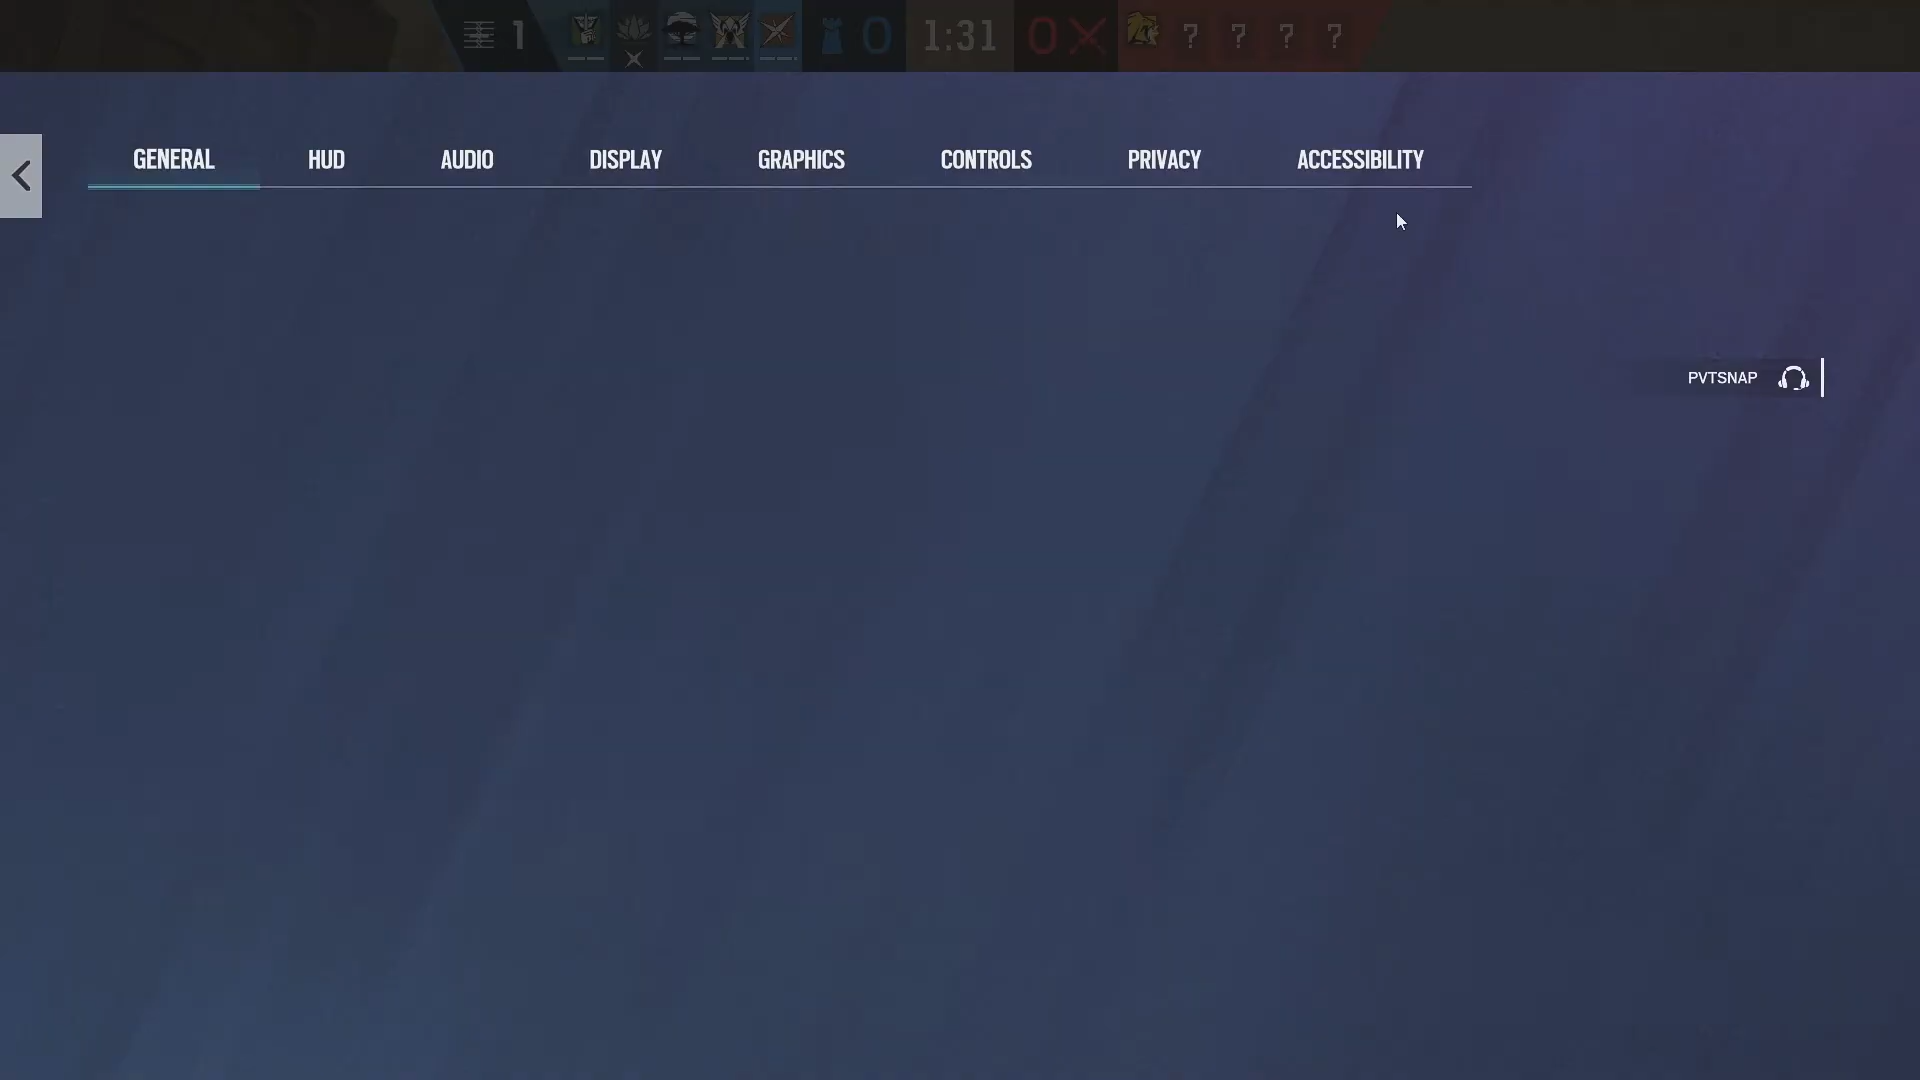 1 0 1:31 0 ? ? ? ?
GENERAL HUD AUDIO DISPLAY GRAPHICS CONTROLS PRIVACY ACCESSIBILITY
PVTSNAP